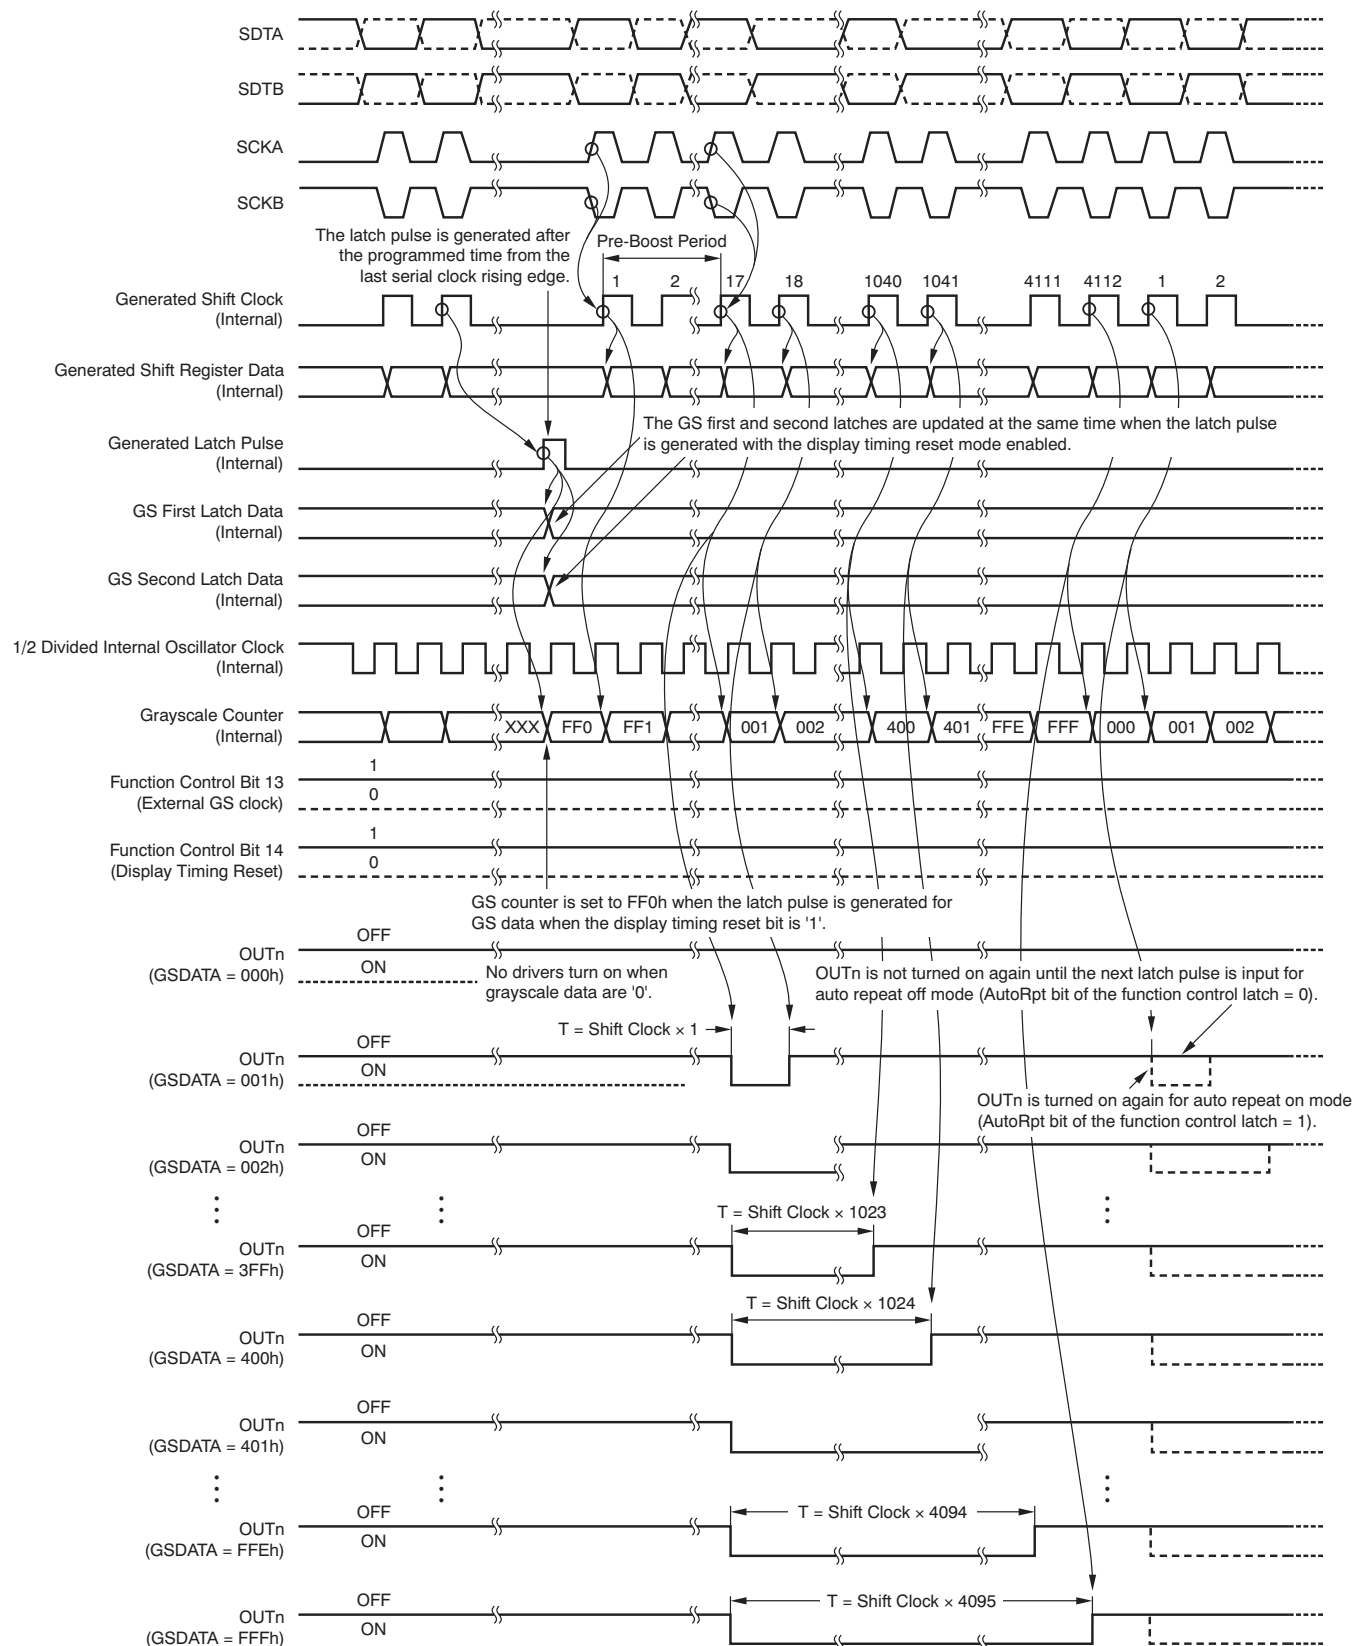 SDTA
SDTB
SCKA
SCKB
The latch pulse is generated after
the programmed time from the
last serial clock rising edge.
Pre-Boost Period
Generated Shift Clock
(Internal)
1 2 17 18 1040 1041 4111 4112 1 2
Generated Shift Register Data
(Internal)
The GS first and second latches are updated at the same time when the latch pulse
is generated with the display timing reset mode enabled.
Generated Latch Pulse
(Internal)
GS First Latch Data
(Internal)
GS Second Latch Data
(Internal)
1/2 Divided Internal Oscillator Clock
(Internal)
Grayscale Counter
(Internal)
XXX FF0 FF1 001 002 400 401 FFE FFF 000 001 002
Function Control Bit 13
(External GS clock)
1
0
Function Control Bit 14
(Display Timing Reset)
1
0
GS counter is set to FF0h when the latch pulse is generated for
GS data when the display timing reset bit is '1'.
OUTn
(GSDATA = 000h)
OFF
ON
No drivers turn on when
grayscale data are '0'.
OUTn is not turned on again until the next latch pulse is input for
auto repeat off mode (AutoRpt bit of the function control latch = 0).
T = Shift Clock × 1
OUTn
(GSDATA = 001h)
OFF
ON
OUTn is turned on again for auto repeat on mode
(AutoRpt bit of the function control latch = 1).
OUTn
(GSDATA = 002h)
OFF
ON
T = Shift Clock × 1023
OUTn
(GSDATA = 3FFh)
OFF
ON
T = Shift Clock × 1024
OUTn
(GSDATA = 400h)
OFF
ON
OUTn
(GSDATA = 401h)
OFF
ON
T = Shift Clock × 4094
OUTn
(GSDATA = FFEh)
OFF
ON
T = Shift Clock × 4095
OUTn
(GSDATA = FFFh)
OFF
ON